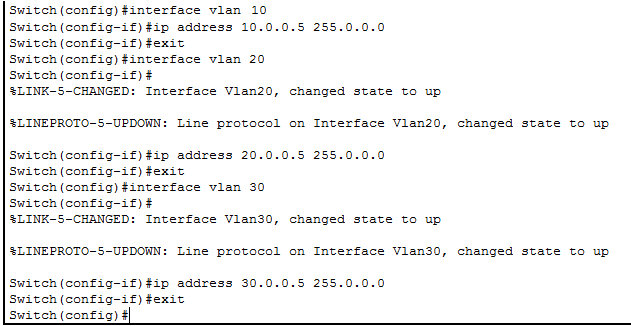 Switch(config)#interface vlan 10
Switch(config-if)#ip address 10.0.0.5 255.0.0.0
Switch(config-if)#exit
Switch(config)#interface vlan 20
Switch(config-if)#
%LINK-5-CHANGED: Interface Vlan20, changed state to up
%LINEPROTO-5-UPDOWN: Line protocol on Interface Vlan20, changed state to up
Switch(config-if)#ip address 20.0.0.5 255.0.0.0
Switch(config-if)#exit
Switch(config)#interface vlan 30
Switch(config-if)#
%LINK-5-CHANGED: Interface Vlan30, changed state to up
%LINEPROTO-5-UPDOWN: Line protocol on Interface Vlan30, changed state to up
Switch(config-if)#ip address 30.0.0.5 255.0.0.0
Switch(config-if)#exit
Switch(config)#